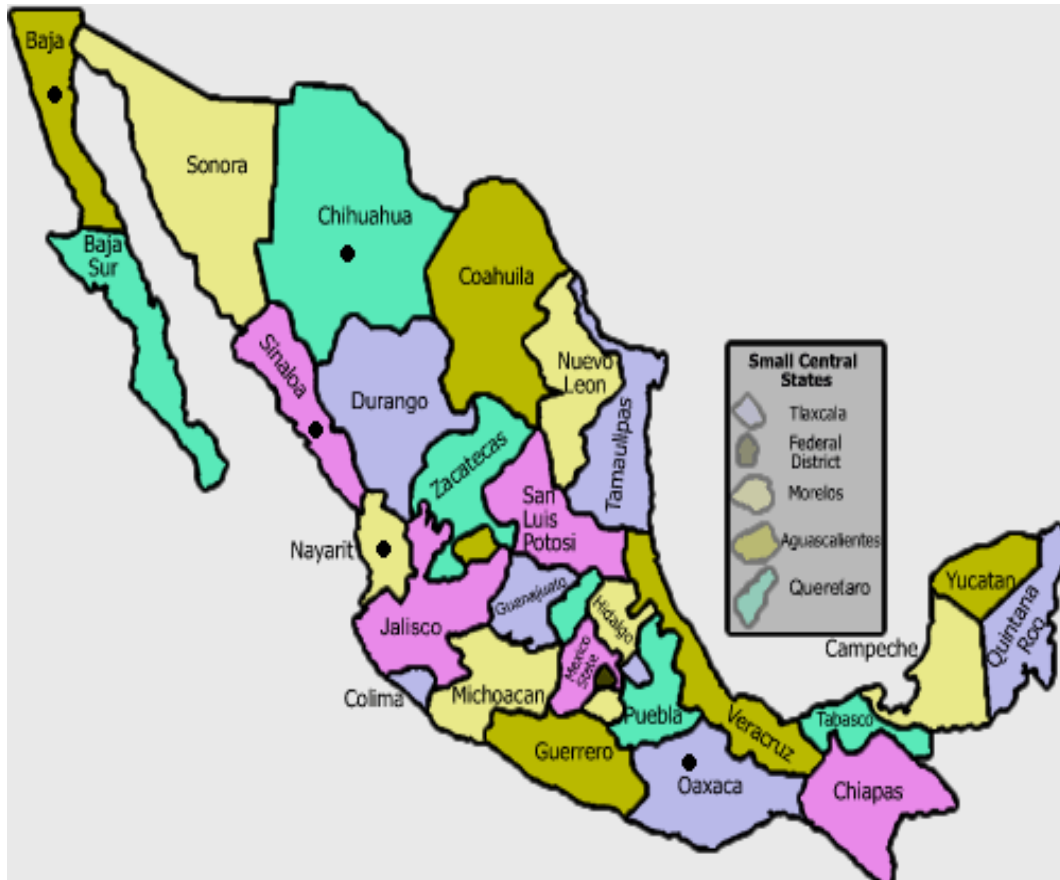 Baja
Sonora
Chihuahua
Baja
Sur
Coahuila
Sinaloa
Durango
Nuevo
Leon
Tamaulipas
Zacatecas
San
Luis
Potosi
Nayarit
Guanajuato
Hidalgo
Jalisco
Mexico
State
Colima
Michoacan
Puebla
Veracruz
Guerrero
Oaxaca
Tabasco
Chiapas
Campeche
Yucatan
Quintana
Roo
Small Central
States
Tlaxcala
Federal
District
Morelos
Aguascalientes
Queretaro